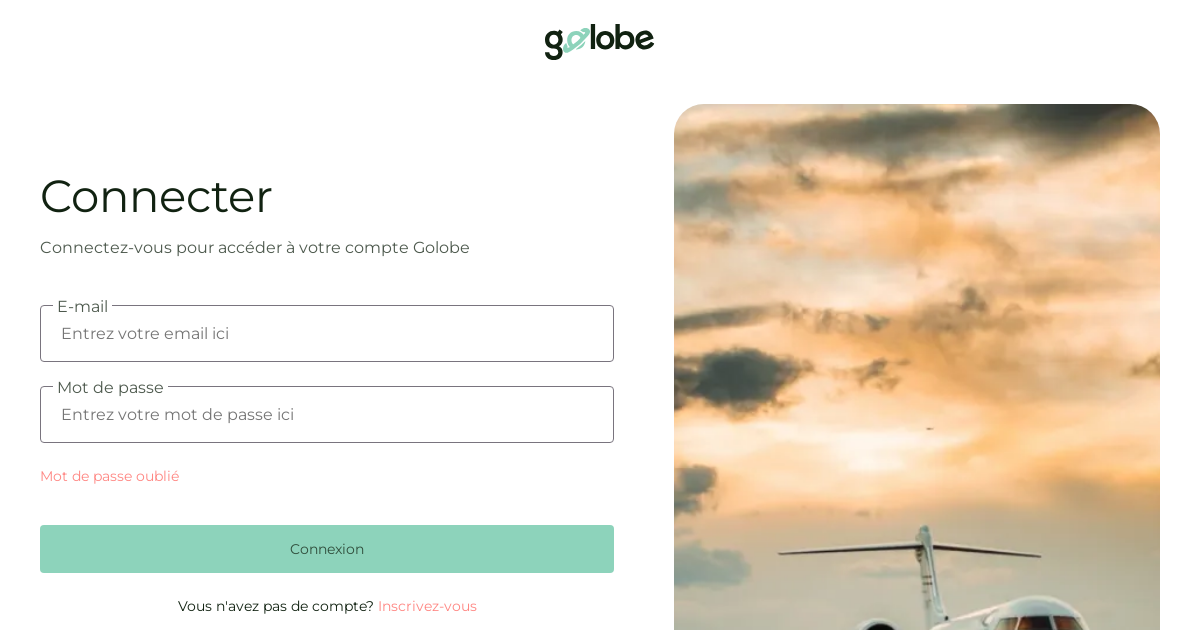 golobe
Connecter
Connectez-vous pour accéder à votre compte Golobe
E-mail
Entrez votre email ici
Mot de passe
Entrez votre mot de passe ici
Mot de passe oublié
Connexion
Vous n'avez pas de compte? Inscrivez-vous